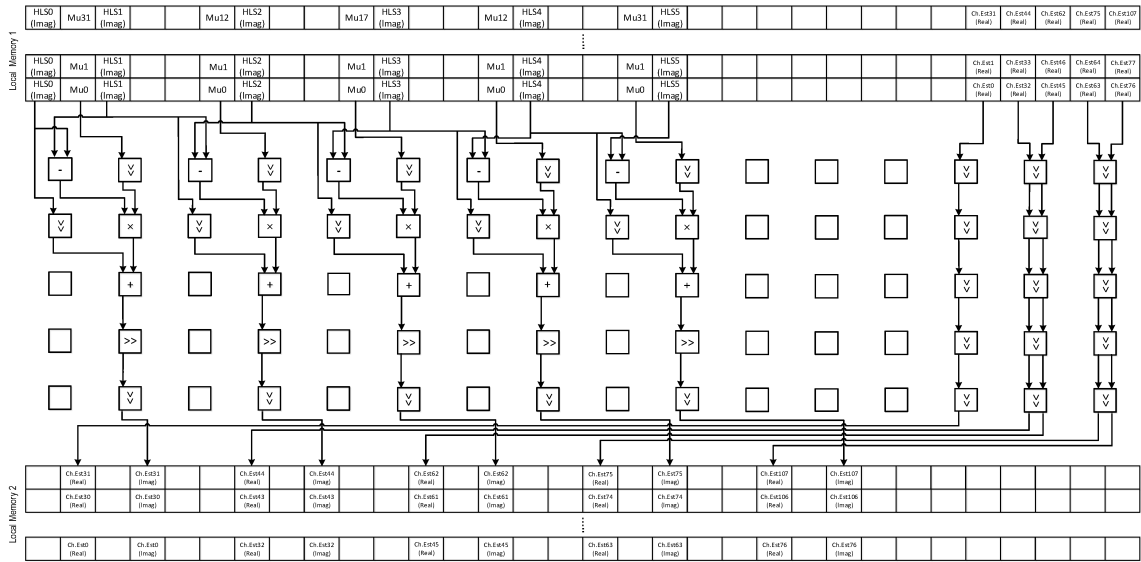 HLS0 (Imag) Mu31 HLS1 (Imag) Mu12 HLS2 (Imag) Mu17 HLS3 (Imag) Mu12 HLS4 (Imag) Mu31 HLS5 (Imag) Ch.Est31 (Real) Ch.Est44 (Real) Ch.Est62 (Real) Ch.Est75 (Real) Ch.Est107 (Real)
Local Memory 1
HLS0 (Imag) Mu1 HLS1 (Imag) Mu1 HLS2 (Imag) Mu1 HLS3 (Imag) Mu1 HLS4 (Imag) Mu1 HLS5 (Imag) Ch.Est1 (Real) Ch.Est33 (Real) Ch.Est46 (Real) Ch.Est64 (Real) Ch.Est77 (Real)
HLS0 (Imag) Mu0 HLS1 (Imag) Mu0 HLS2 (Imag) Mu0 HLS3 (Imag) Mu0 HLS4 (Imag) Mu0 HLS5 (Imag) Ch.Est0 (Real) Ch.Est32 (Real) Ch.Est45 (Real) Ch.Est63 (Real) Ch.Est76 (Real)
- >> - >> - >> - >> - >> >> >> >>
>> × >> × >> × >> × >> × >> >> >>
+ + + + + >> >> >>
>> >> >> >> >> >> >> >>
>> >> >> >> >> >> >> >>
Local Memory 2
Ch.Est31 (Real) Ch.Est31 (Imag) Ch.Est44 (Real) Ch.Est44 (Imag) Ch.Est62 (Real) Ch.Est62 (Imag) Ch.Est75 (Real) Ch.Est75 (Imag) Ch.Est107 (Real) Ch.Est107 (Imag)
Ch.Est30 (Real) Ch.Est30 (Imag) Ch.Est43 (Real) Ch.Est43 (Imag) Ch.Est61 (Real) Ch.Est61 (Imag) Ch.Est74 (Real) Ch.Est74 (Imag) Ch.Est106 (Real) Ch.Est106 (Imag)
Ch.Est0 (Real) Ch.Est0 (Imag) Ch.Est32 (Real) Ch.Est32 (Imag) Ch.Est45 (Real) Ch.Est45 (Imag) Ch.Est63 (Real) Ch.Est63 (Imag) Ch.Est76 (Real) Ch.Est76 (Imag)